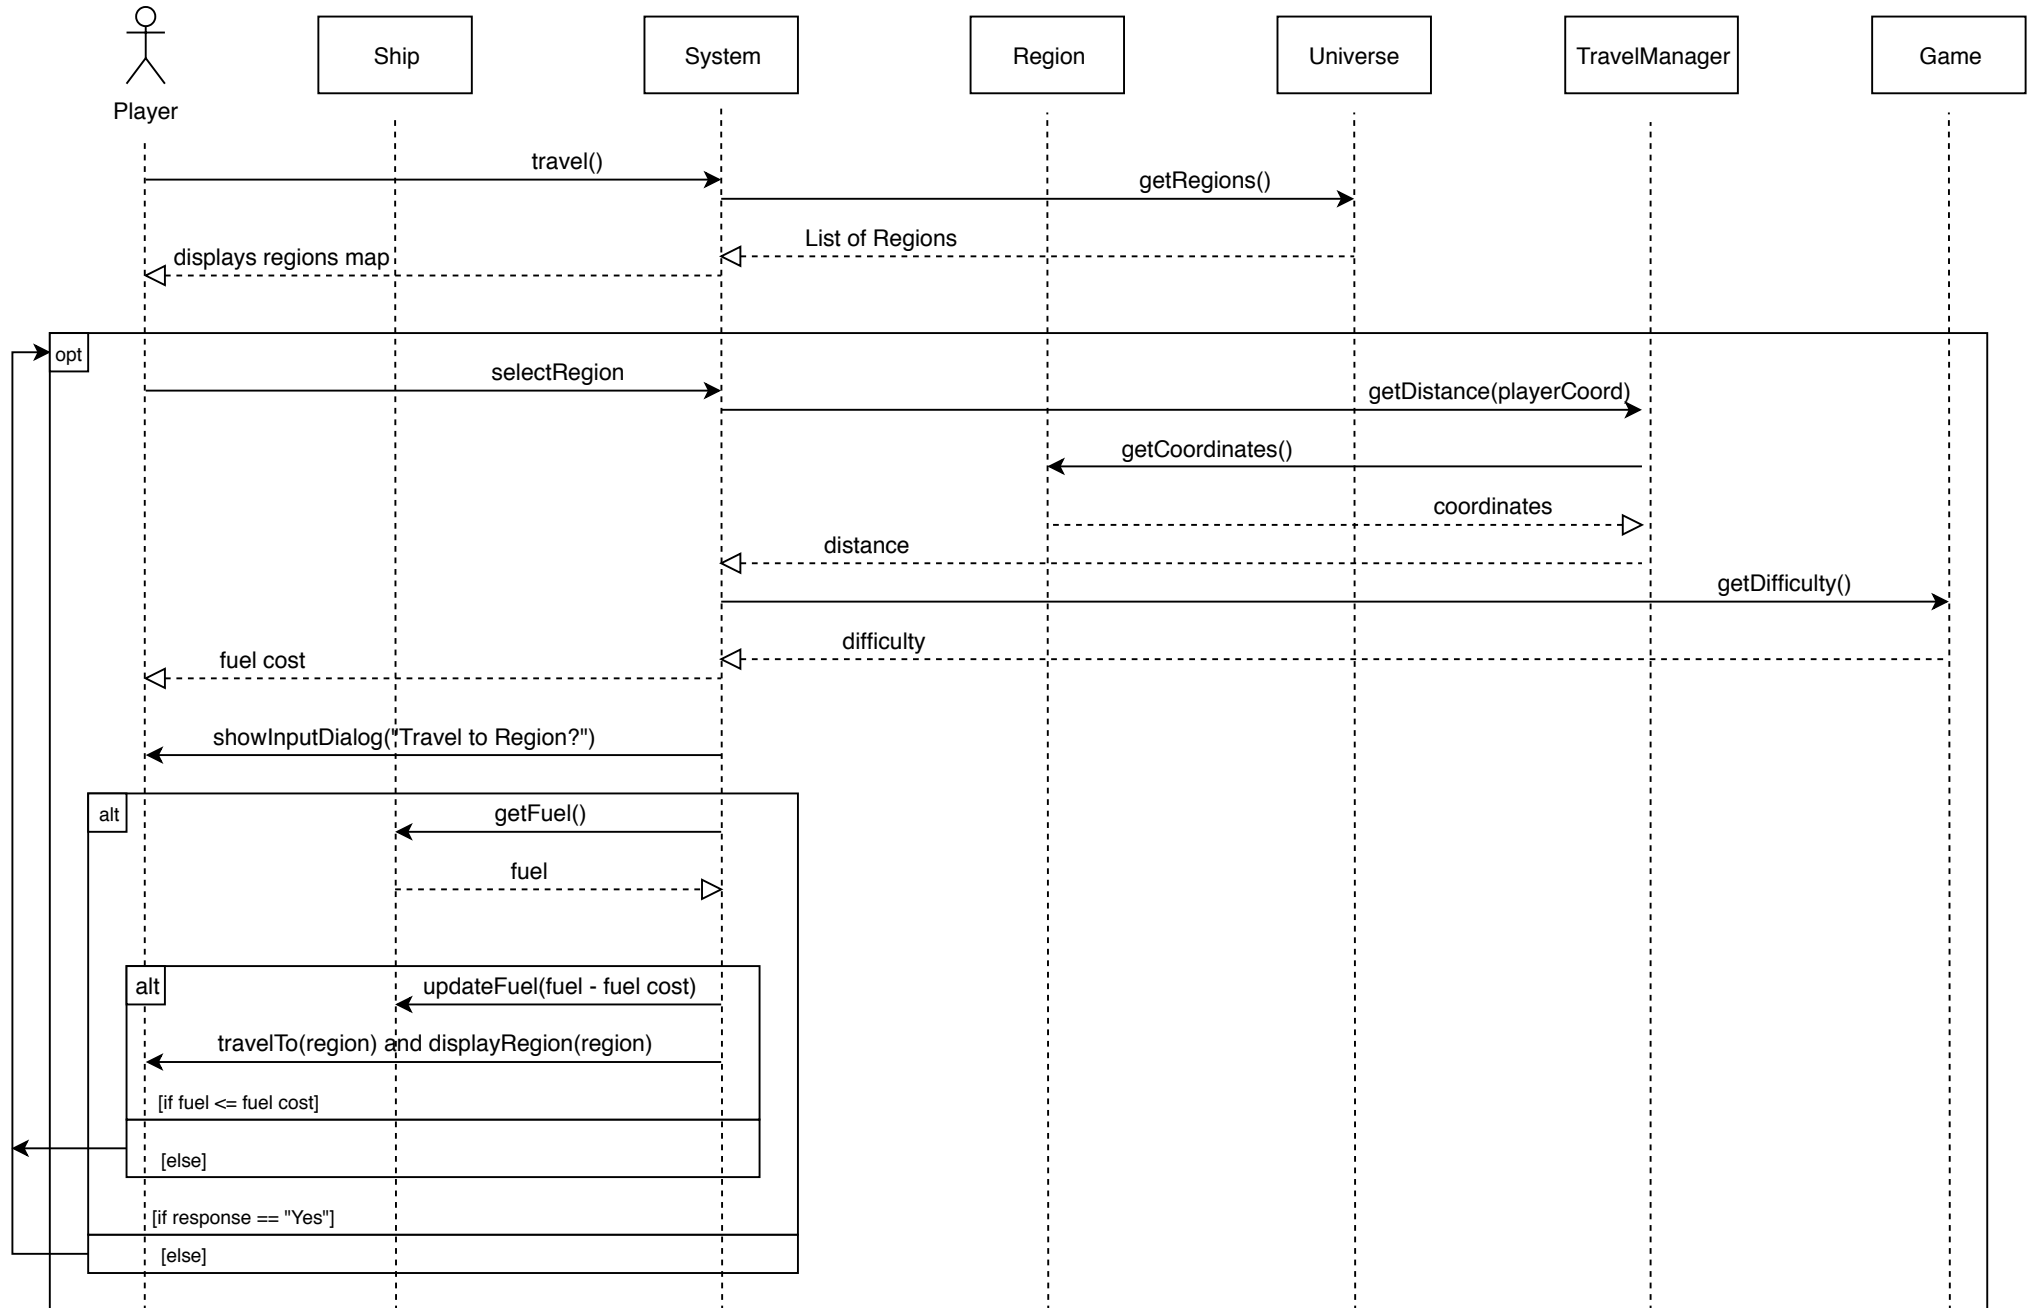 Player
Ship
System
Region
Universe
TravelManager
Game
travel()
getRegions()
List of Regions
displays regions map
opt
selectRegion
getDistance(playerCoord)
getCoordinates()
coordinates
distance
getDifficulty()
difficulty
fuel cost
showInputDialog("Travel to Region?")
alt
getFuel()
fuel
alt
updateFuel(fuel - fuel cost)
travelTo(region) and displayRegion(region)
[if fuel <= fuel cost]
[else]
[if response == "Yes"]
[else]